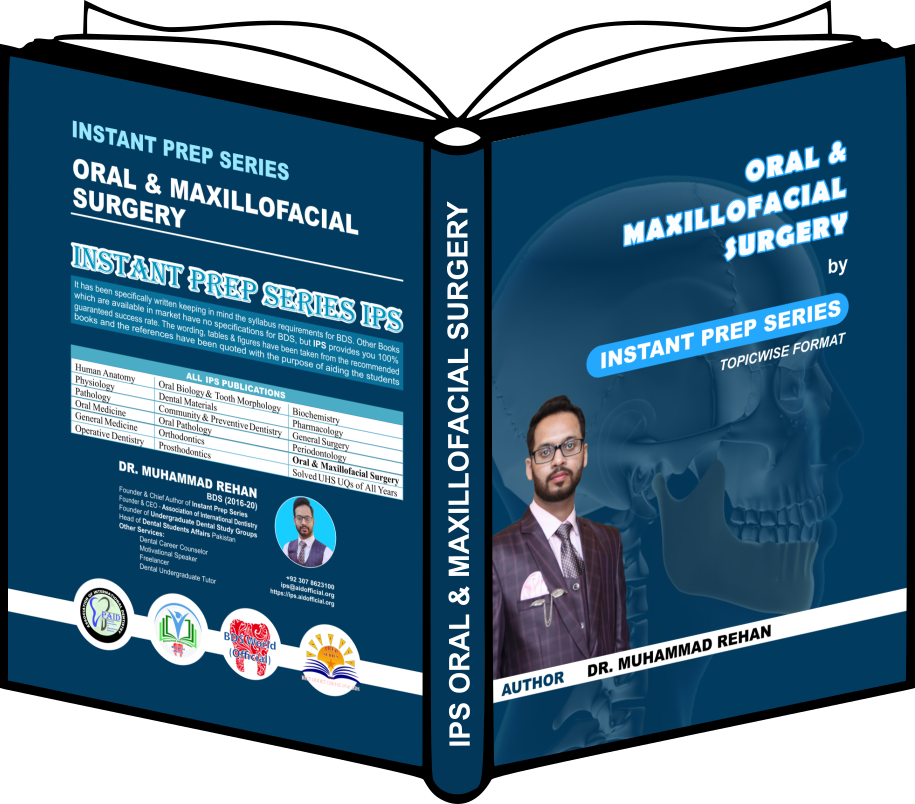 INSTANT PREP SERIES
ORAL & MAXILLOFACIAL
SURGERY
INSTANT PREP SERIES IPS
It has been specifically written keeping in mind the syllabus requirements for BDS. Other Books
which are available in market have no specifications for BDS, but IPS provides you 100%
guaranteed success rate. The wording, tables & figures have been taken from the recommended
books and the references have been quoted with the purpose of aiding the students
ALL IPS PUBLICATIONS
Human Anatomy Oral Biology & Tooth Morphology Biochemistry
Physiology Dental Materials Pharmacology
Pathology Community & Preventive Dentistry General Surgery
Oral Medicine Oral Pathology Periodontology
General Medicine Orthodontics Oral & Maxillofacial Surgery
Operative Dentistry Prosthodontics Solved UHS UQs of All Years
DR. MUHAMMAD REHAN
BDS (2016-20)
Founder & Chief Author of Instant Prep Series
Founder & CEO - Association of International Dentistry
Founder of Undergraduate Dental Study Groups
Head of Dental Students Affairs Pakistan
Other Services:
Dental Career Counselor
Motivational Speaker
Freelancer
Dental Undergraduate Tutor
+92 307 8623100
ips@aidofficial.org
https://ips.aidofficial.org
PAID
BDS World
(Official)
IPS ORAL & MAXILLOFACIAL SURGERY
ORAL &
MAXILLOFACIAL
SURGERY
by
INSTANT PREP SERIES
TOPICWISE FORMAT
AUTHOR DR. MUHAMMAD REHAN